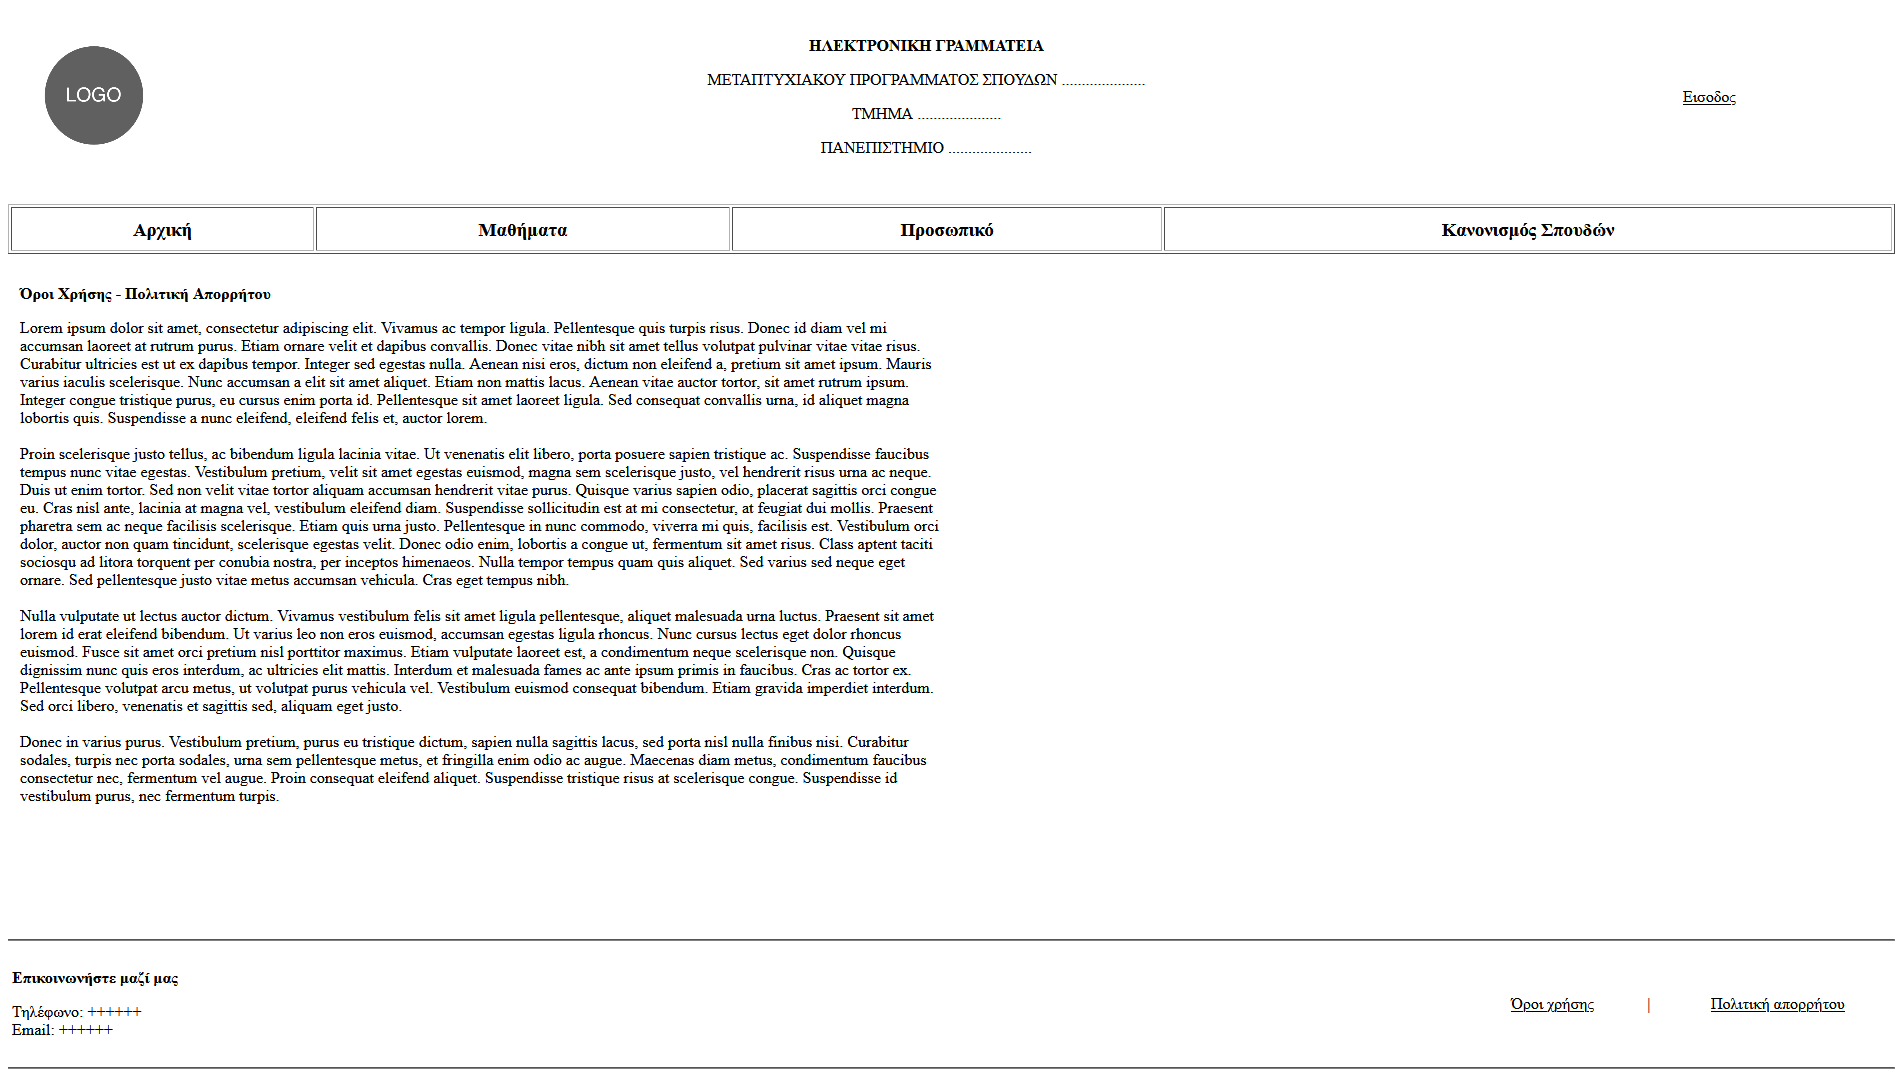 LOGO
ΗΛΕΚΤΡΟΝΙΚΗ ΓΡΑΜΜΑΤΕΙΑ
ΜΕΤΑΠΤΥΧΙΑΚΟΥ ΠΡΟΓΡΑΜΜΑΤΟΣ ΣΠΟΥΔΩΝ .....................
ΤΜΗΜΑ .....................
ΠΑΝΕΠΙΣΤΗΜΙΟ .....................
Εισοδος
Αρχική Μαθήματα Προσωπικό Κανονισμός Σπουδών
Όροι Χρήσης - Πολιτική Απορρήτου
Lorem ipsum dolor sit amet, consectetur adipiscing elit. Vivamus ac tempor ligula. Pellentesque quis turpis risus. Donec id diam vel mi
accumsan laoreet at rutrum purus. Etiam ornare velit et dapibus convallis. Donec vitae nibh sit amet tellus volutpat pulvinar vitae vitae risus.
Curabitur ultricies est ut ex dapibus tempor. Integer sed egestas nulla. Aenean nisi eros, dictum non eleifend a, pretium sit amet ipsum. Mauris
varius iaculis scelerisque. Nunc accumsan a elit sit amet aliquet. Etiam non mattis lacus. Aenean vitae auctor tortor, sit amet rutrum ipsum.
Integer congue tristique purus, eu cursus enim porta id. Pellentesque sit amet laoreet ligula. Sed consequat convallis urna, id aliquet magna
lobortis quis. Suspendisse a nunc eleifend, eleifend felis et, auctor lorem.
Proin scelerisque justo tellus, ac bibendum ligula lacinia vitae. Ut venenatis elit libero, porta posuere sapien tristique ac. Suspendisse faucibus
tempus nunc vitae egestas. Vestibulum pretium, velit sit amet egestas euismod, magna sem scelerisque justo, vel hendrerit risus urna ac neque.
Duis ut enim tortor. Sed non velit vitae tortor aliquam accumsan hendrerit vitae purus. Quisque varius sapien odio, placerat sagittis orci congue
eu. Cras nisl ante, lacinia at magna vel, vestibulum eleifend diam. Suspendisse sollicitudin est at mi consectetur, at feugiat dui mollis. Praesent
pharetra sem ac neque facilisis scelerisque. Etiam quis urna justo. Pellentesque in nunc commodo, viverra mi quis, facilisis est. Vestibulum orci
dolor, auctor non quam tincidunt, scelerisque egestas velit. Donec odio enim, lobortis a congue ut, fermentum sit amet risus. Class aptent taciti
sociosqu ad litora torquent per conubia nostra, per inceptos himenaeos. Nulla tempor tempus quam quis aliquet. Sed varius sed neque eget
ornare. Sed pellentesque justo vitae metus accumsan vehicula. Cras eget tempus nibh.
Nulla vulputate ut lectus auctor dictum. Vivamus vestibulum felis sit amet ligula pellentesque, aliquet malesuada urna luctus. Praesent sit amet
lorem id erat eleifend bibendum. Ut varius leo non eros euismod, accumsan egestas ligula rhoncus. Nunc cursus lectus eget dolor rhoncus
euismod. Fusce sit amet orci pretium nisl porttitor maximus. Etiam vulputate laoreet est, a condimentum neque scelerisque non. Quisque
dignissim nunc quis eros interdum, ac ultricies elit mattis. Interdum et malesuada fames ac ante ipsum primis in faucibus. Cras ac tortor ex.
Pellentesque volutpat arcu metus, ut volutpat purus vehicula vel. Vestibulum euismod consequat bibendum. Etiam gravida imperdiet interdum.
Sed orci libero, venenatis et sagittis sed, aliquam eget justo.
Donec in varius purus. Vestibulum pretium, purus eu tristique dictum, sapien nulla sagittis lacus, sed porta nisl nulla finibus nisi. Curabitur
sodales, turpis nec porta sodales, urna sem pellentesque metus, et fringilla enim odio ac augue. Maecenas diam metus, condimentum faucibus
consectetur nec, fermentum vel augue. Proin consequat eleifend aliquet. Suspendisse tristique risus at scelerisque congue. Suspendisse id
vestibulum purus, nec fermentum turpis.
Επικοινωνήστε μαζί μας
Τηλέφωνο: ++++++
Email: ++++++
Όροι χρήσης | Πολιτική απορρήτου